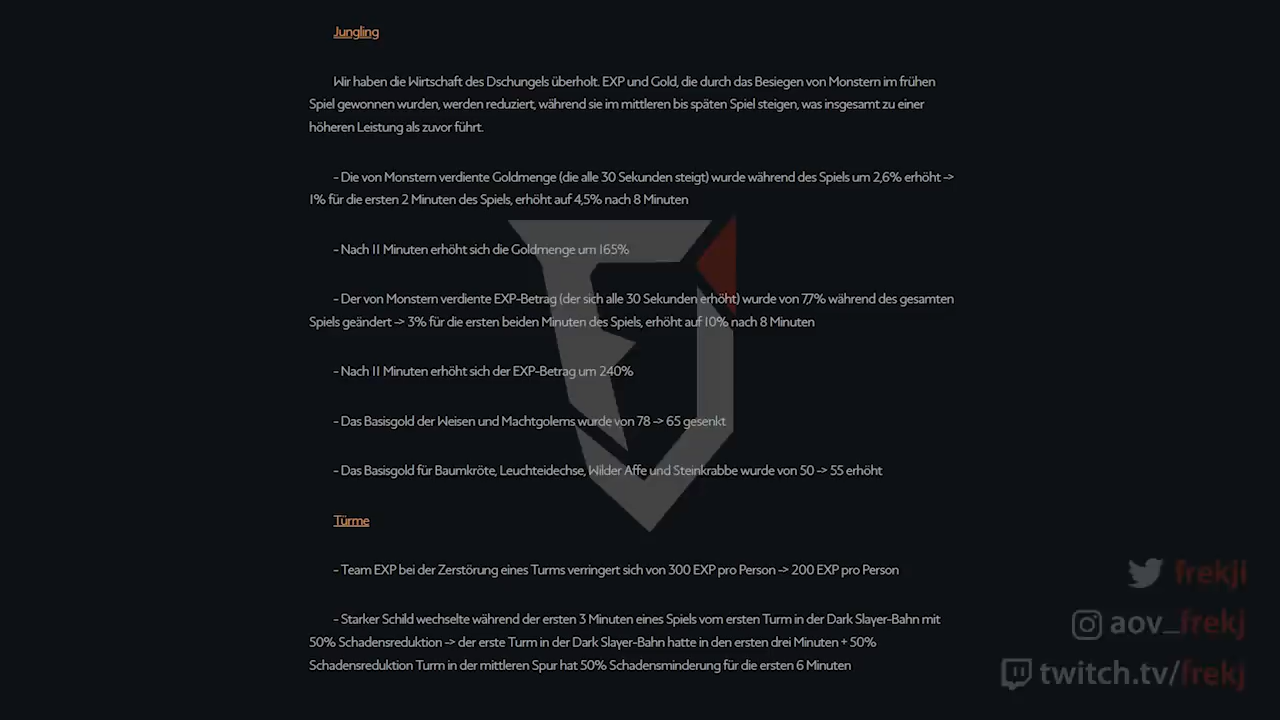 Jungling
Wir haben die Wirtschaft des Dschungels überholt. EXP und Gold, die durch das Besiegen von Monstern im frühen
Spiel gewonnen wurden, werden reduziert, während sie im mittleren bis späten Spiel steigen, was insgesamt zu einer
höheren Leistung als zuvor führt.
- Die von Monstern verdiente Goldmenge (die alle 30 Sekunden steigt) wurde während des Spiels um 2,6% erhöht ->
1% für die ersten 2 Minuten des Spiels, erhöht auf 4,5% nach 8 Minuten
- Nach 11 Minuten erhöht sich die Goldmenge um 165%
- Der von Monstern verdiente EXP-Betrag (der sich alle 30 Sekunden erhöht) wurde von 7,7% während des gesamten
Spiels geändert -> 3% für die ersten beiden Minuten des Spiels, erhöht auf 10% nach 8 Minuten
- Nach 11 Minuten erhöht sich der EXP-Betrag um 240%
- Das Basisgold der Weisen und Machtgolems wurde von 78 -> 65 gesenkt
- Das Basisgold für Baumkröte, Leuchteidechse, Wilder Affe und Steinkrabbe wurde von 50 -> 55 erhöht
Türme
- Team EXP bei der Zerstörung eines Turms verringert sich von 300 EXP pro Person -> 200 EXP pro Person
- Starker Schild wechselte während der ersten 3 Minuten eines Spiels vom ersten Turm in der Dark Slayer-Bahn mit
50% Schadensreduktion -> der erste Turm in der Dark Slayer-Bahn hatte in den ersten drei Minuten + 50%
Schadensreduktion Turm in der mittleren Spur hat 50% Schadensminderung für die ersten 6 Minuten
frekji
aov_frekj
twitch.tv/frekj